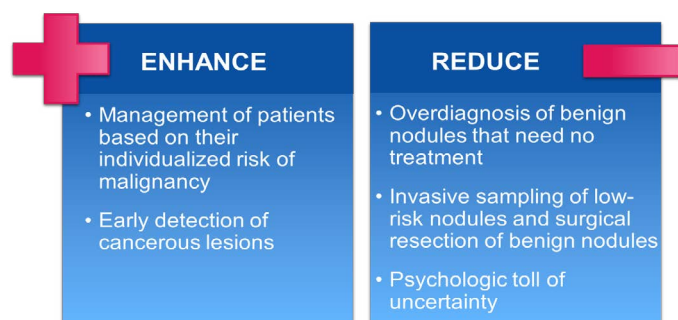 ENHANCE
• Management of patients
based on their
individualized risk of
malignancy
• Early detection of
cancerous lesions
REDUCE
• Overdiagnosis of benign
nodules that need no
treatment
• Invasive sampling of low-
risk nodules and surgical
resection of benign nodules
• Psychologic toll of
uncertainty